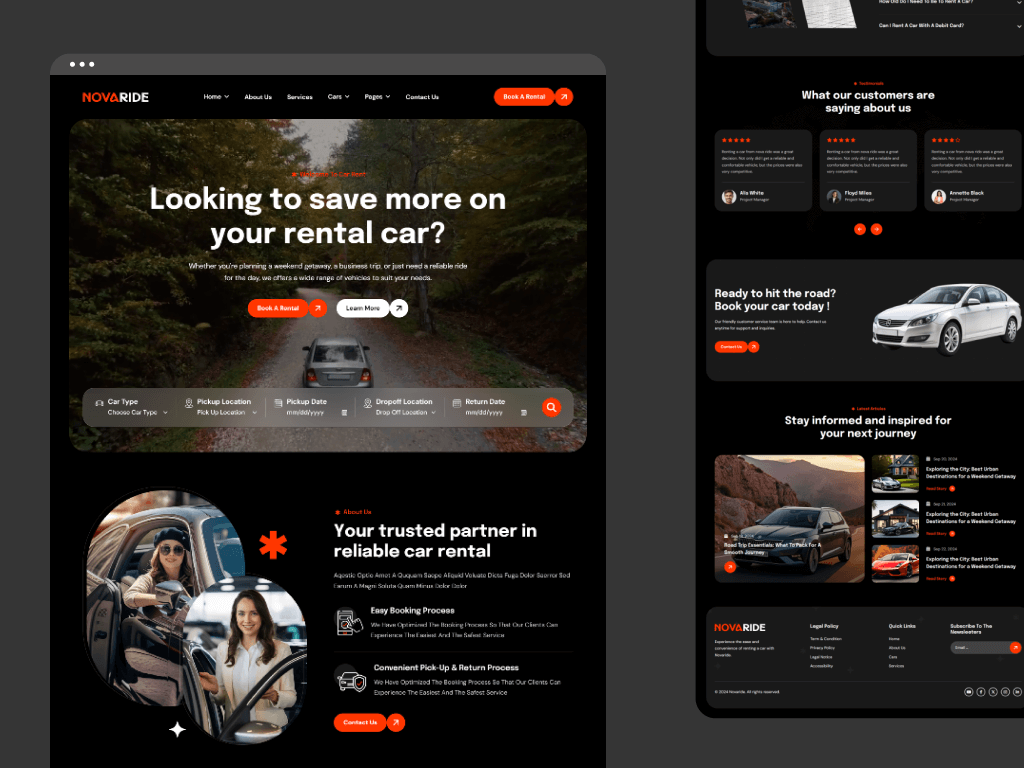 NOVARIDE
Home
About Us
Services
Cars
Pages
Contact Us
Book A Rental
Looking to save more on
your rental car?
Whether you're planning a weekend getaway, a business trip, or just need a reliable ride
for the day, we offers a wide range of vehicles to suit your needs.
Book A Rental
Learn More
Car Type
Choose Car Type
Pickup Location
Pick Up Location
Pickup Date
mm/dd/yyyy
Dropoff Location
Drop Off Location
Return Date
mm/dd/yyyy
About Us
Your trusted partner in
reliable car rental
Aqestic Optio Amet A Ququam Saepe Aliquid Voluate Dicta Fuga Dolor Saerror Sed
Earum A Magni Soluta Quam Minus Dolor Dolor
Easy Booking Process
We Have Optimized The Booking Process So That Our Clients Can
Experience The Easiest And The Safest Service
Convenient Pick-Up & Return Process
We Have Optimized The Booking Process So That Our Clients Can
Experience The Easiest And The Safest Service
Contact Us
How Old Do I Need To Be To Rent A Car?
Can I Rent A Car With A Debit Card?
Testimonials
What our customers are
saying about us
Renting a car from nova ride was a great
decision. Not only did I get a reliable and
comfortable vehicle, but the prices were also
very competitive.
Alis White
Project Manager
Renting a car from nova ride was a great
decision. Not only did I get a reliable and
comfortable vehicle, but the prices were also
very competitive.
Floyd Miles
Project Manager
Renting a car from nova ride was a great
decision. Not only did I get a reliable and
comfortable vehicle, but the prices were also
very competitive.
Annette Black
Project Manager
Ready to hit the road?
Book your car today !
Our friendly customer service team is here to help. Contact us
anytime for support and inquiries.
Contact Us
Latest Articles
Stay informed and inspired for
your next journey
2024
Road Trip Essentials: What To Pack For A
Smooth Journey
Sep 20, 2024
Exploring the City: Best Urban
Destinations for a Weekend Getaway
Read Story
Sep 21, 2024
Exploring the City: Best Urban
Destinations for a Weekend Getaway
Read Story
Sep 22, 2024
Exploring the City: Best Urban
Destinations for a Weekend Getaway
Read Story
NOVARIDE
Experience the ease and
convenience of renting a car with
Novaride.
Legal Policy
Term & Condition
Privacy Policy
Legal Notice
Accessibility
Quick Links
Home
About Us
Cars
Services
Subscribe To The
Newsleaters
Email ...
© 2024 Novaride. All rights reserved.